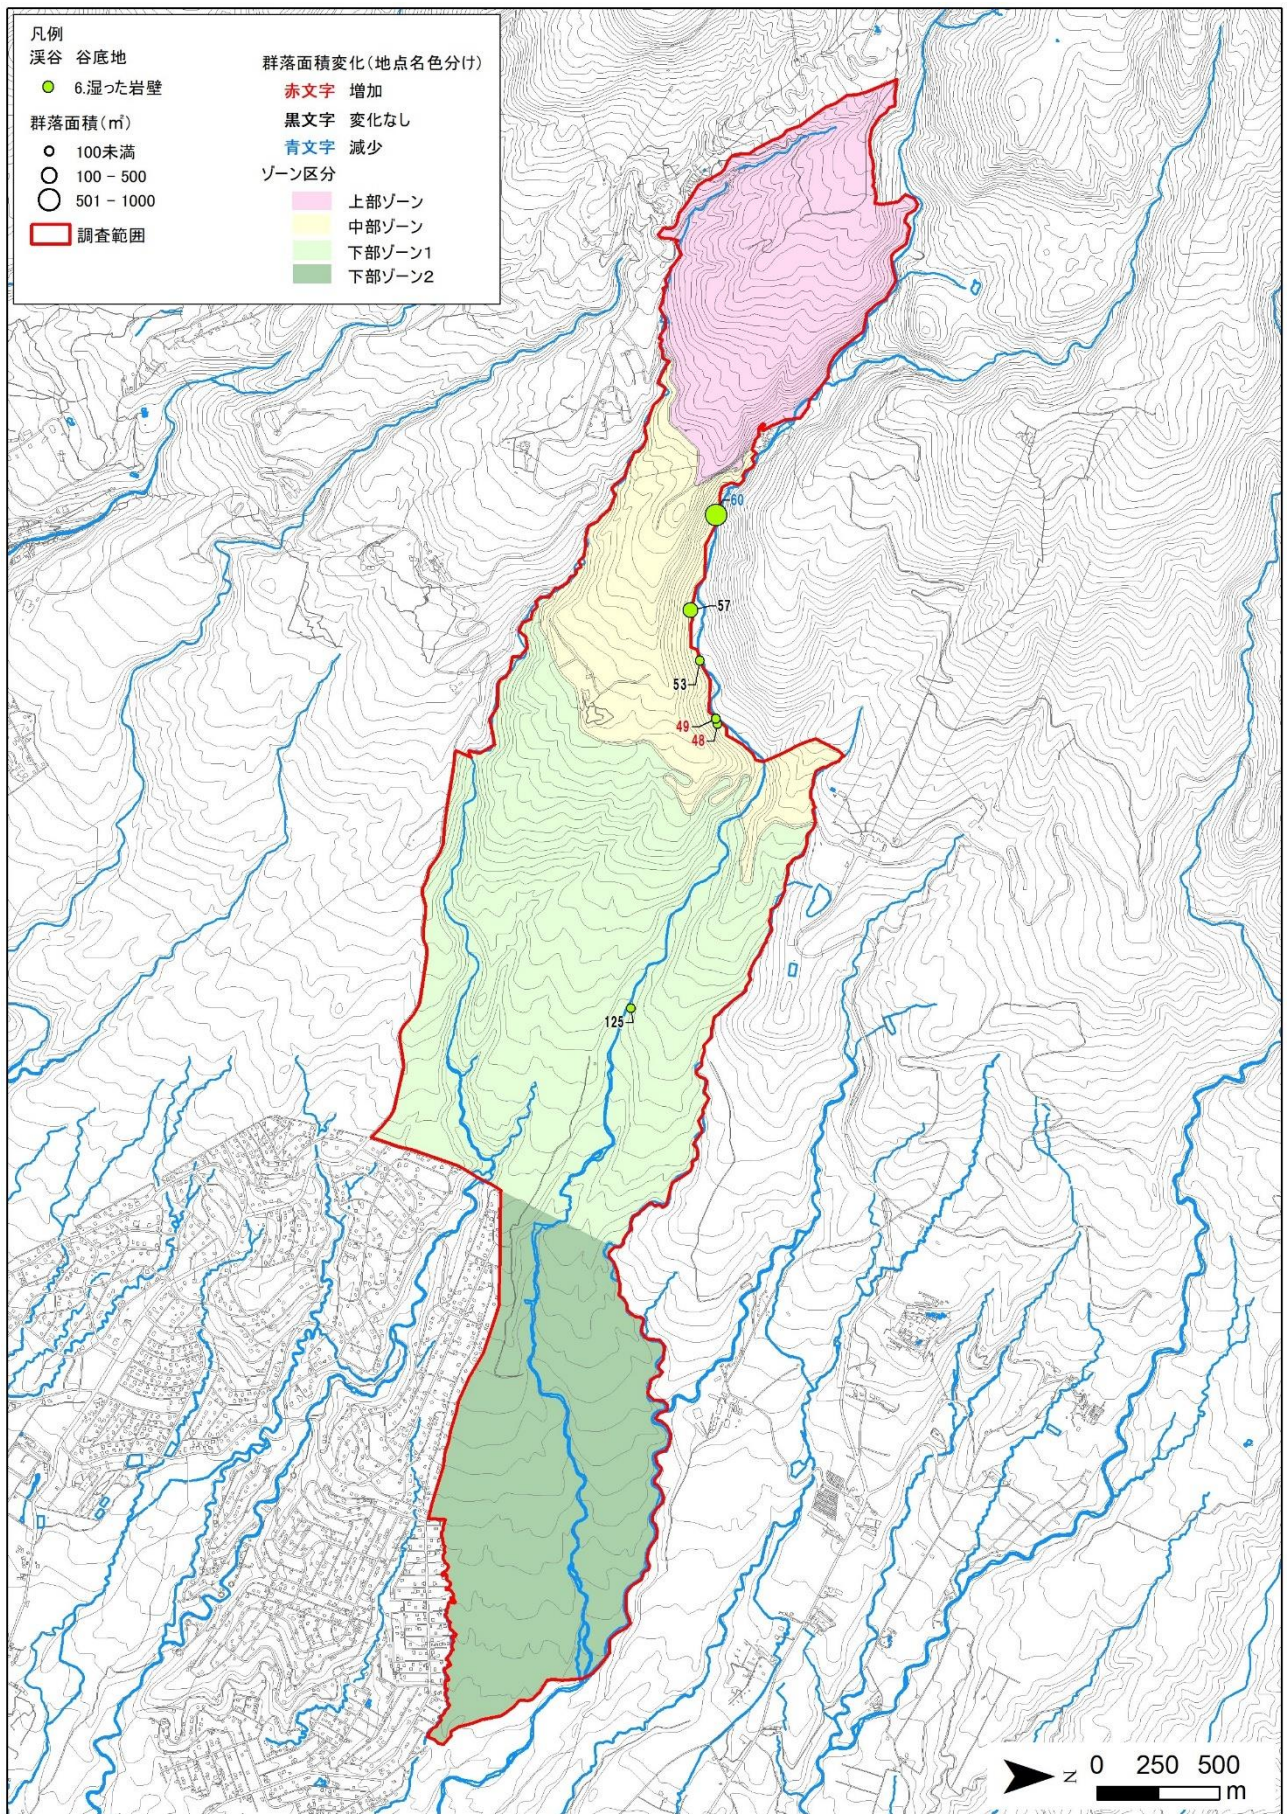 凡例
渓谷 谷底地
6.湿った岩壁
群落面積(㎡)
100未満
100 - 500
501 - 1000
調査範囲
群落面積変化(地点名色分け)
赤文字 増加
黒文字 変化なし
青文字 減少
ゾーン区分
上部ゾーン
中部ゾーン
下部ゾーン1
下部ゾーン2
60
57
53
49
48
125
N
0 250 500
m